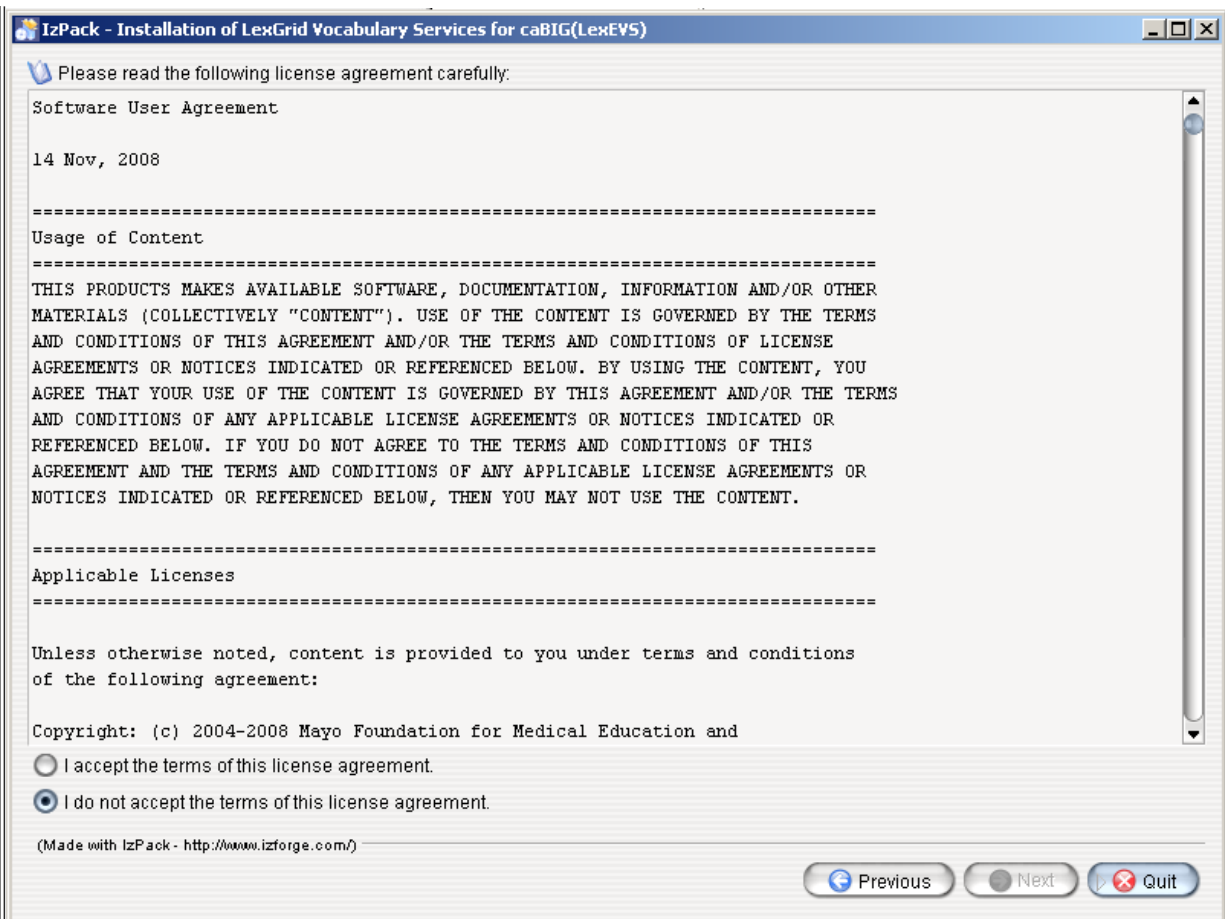 IzPack - Installation of LexGrid Vocabulary Services for caBIG(LexEVS)
Please read the following license agreement carefully:
Software User Agreement
14 Nov, 2008
================================================================================
Usage of Content
================================================================================
THIS PRODUCTS MAKES AVAILABLE SOFTWARE, DOCUMENTATION, INFORMATION AND/OR OTHER
MATERIALS (COLLECTIVELY "CONTENT"). USE OF THE CONTENT IS GOVERNED BY THE TERMS
AND CONDITIONS OF THIS AGREEMENT AND/OR THE TERMS AND CONDITIONS OF LICENSE
AGREEMENTS OR NOTICES INDICATED OR REFERENCED BELOW. BY USING THE CONTENT, YOU
AGREE THAT YOUR USE OF THE CONTENT IS GOVERNED BY THIS AGREEMENT AND/OR THE TERMS
AND CONDITIONS OF ANY APPLICABLE LICENSE AGREEMENTS OR NOTICES INDICATED OR
REFERENCED BELOW. IF YOU DO NOT AGREE TO THE TERMS AND CONDITIONS OF THIS
AGREEMENT AND THE TERMS AND CONDITIONS OF ANY APPLICABLE LICENSE AGREEMENTS OR
NOTICES INDICATED OR REFERENCED BELOW, THEN YOU MAY NOT USE THE CONTENT.
================================================================================
Applicable Licenses
================================================================================
Unless otherwise noted, content is provided to you under terms and conditions
of the following agreement:
Copyright: (c) 2004-2008 Mayo Foundation for Medical Education and
I accept the terms of this license agreement.
I do not accept the terms of this license agreement.
(Made with IzPack - http://www.izforge.com/)
Previous Next Quit